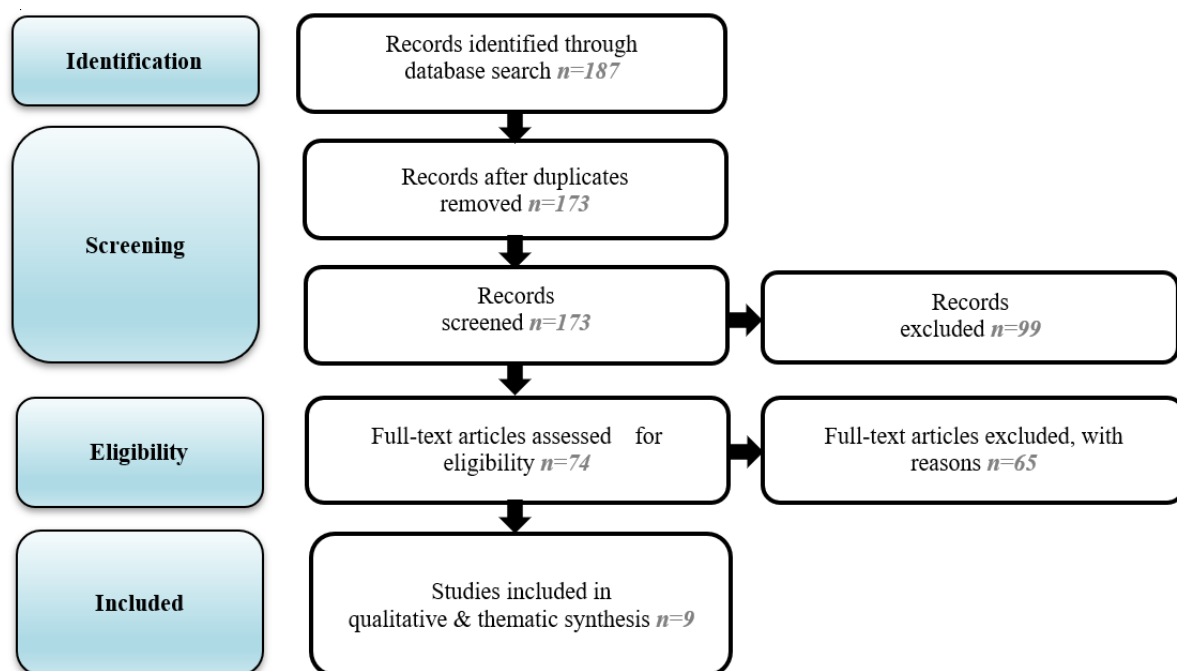 Identification
Records identified through
database search n=187
Screening
Records after duplicates
removed n=173
Records
screened n=173
Records
excluded n=99
Eligibility
Full-text articles assessed for
eligibility n=74
Full-text articles excluded, with
reasons n=65
Included
Studies included in
qualitative & thematic synthesis n=9